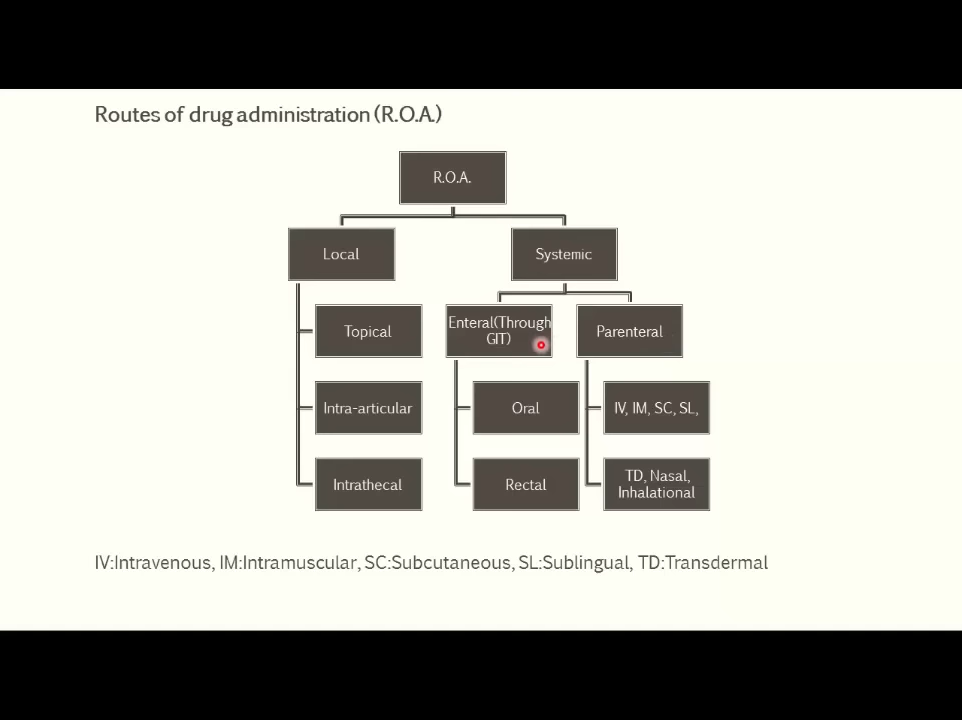 Routes of drug administration (R.O.A.)
R.O.A.
Local
Systemic
Topical
Enteral(Through
GIT)
Parenteral
Intra-articular
Oral
IV, IM, SC, SL,
Intrathecal
Rectal
TD, Nasal,
Inhalational
IV:Intravenous, IM:Intramuscular, SC:Subcutaneous, SL:Sublingual, TD:Transdermal